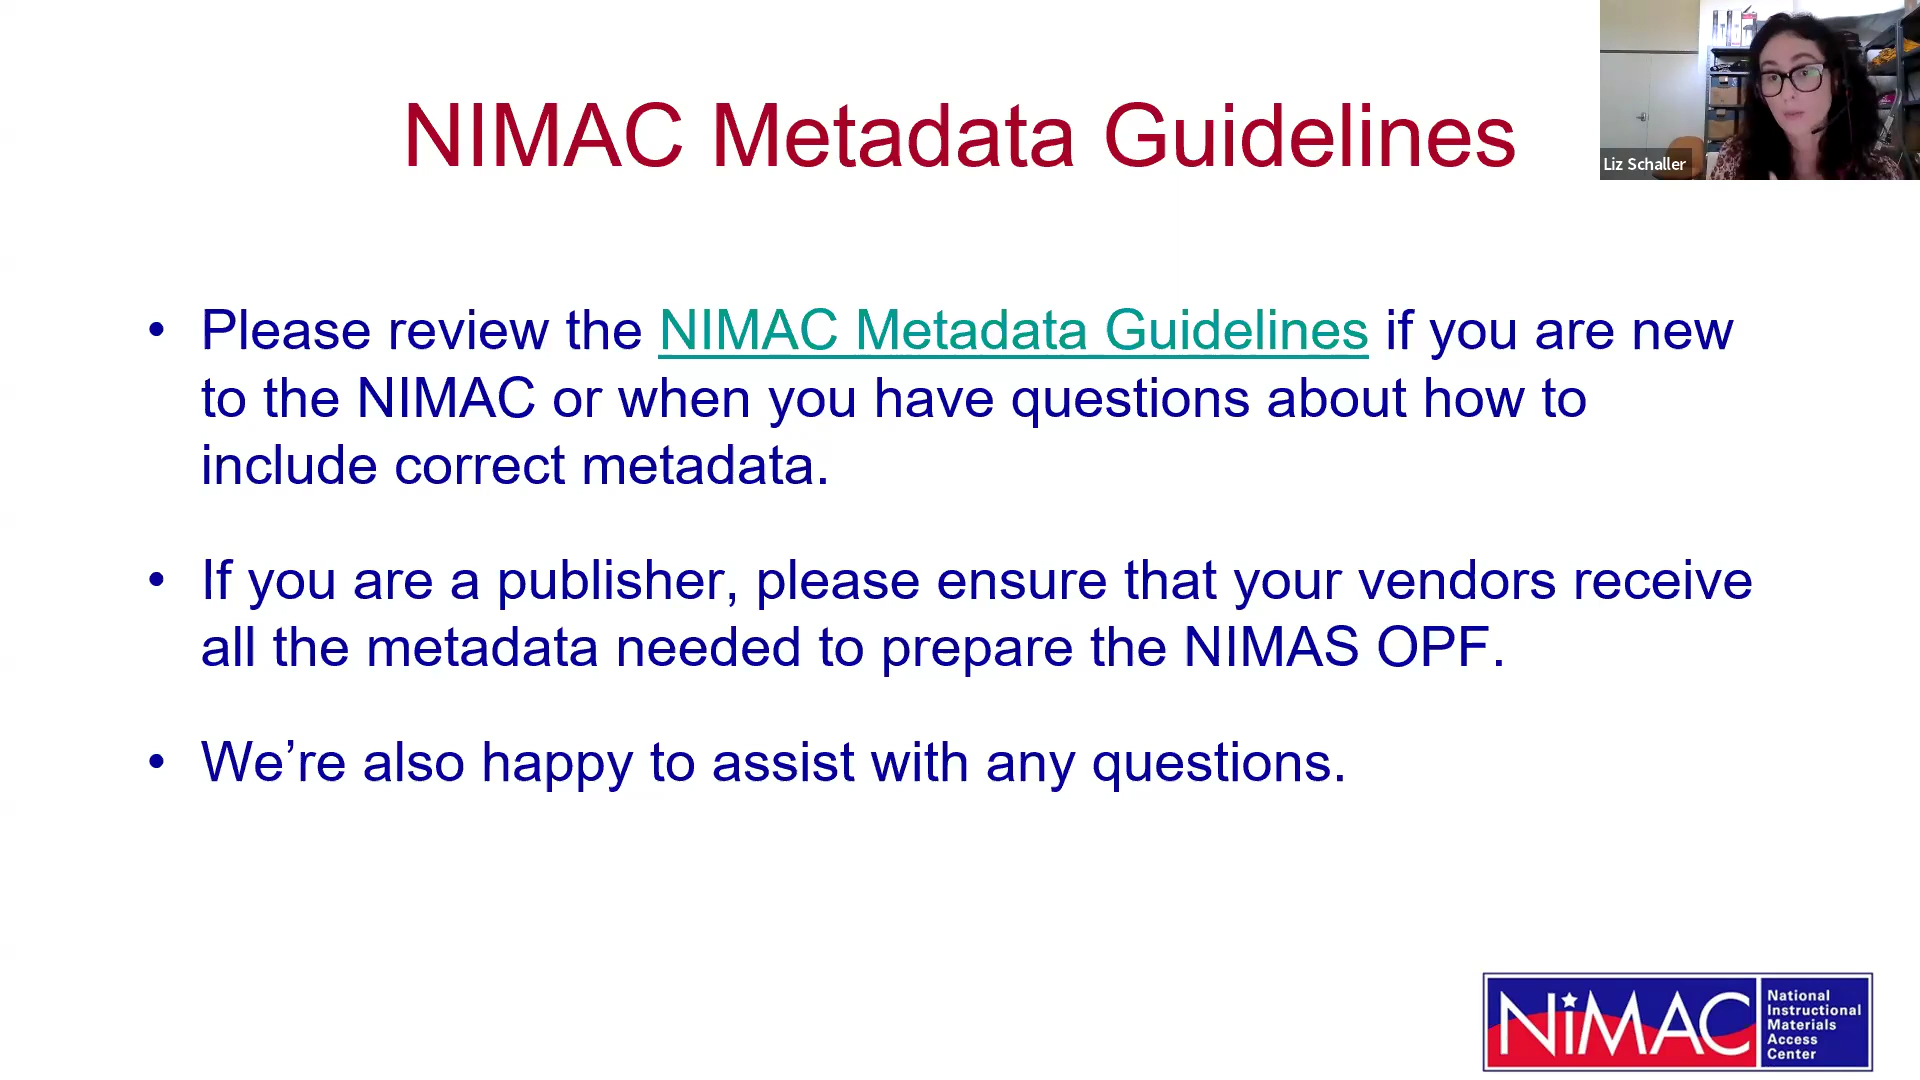 NIMAC Metadata Guidelines
Liz Schaller
• Please review the NIMAC Metadata Guidelines if you are new
to the NIMAC or when you have questions about how to
include correct metadata.
• If you are a publisher, please ensure that your vendors receive
all the metadata needed to prepare the NIMAS OPF.
• We’re also happy to assist with any questions.
NiMAC
National
Instructional
Materials
Access
Center